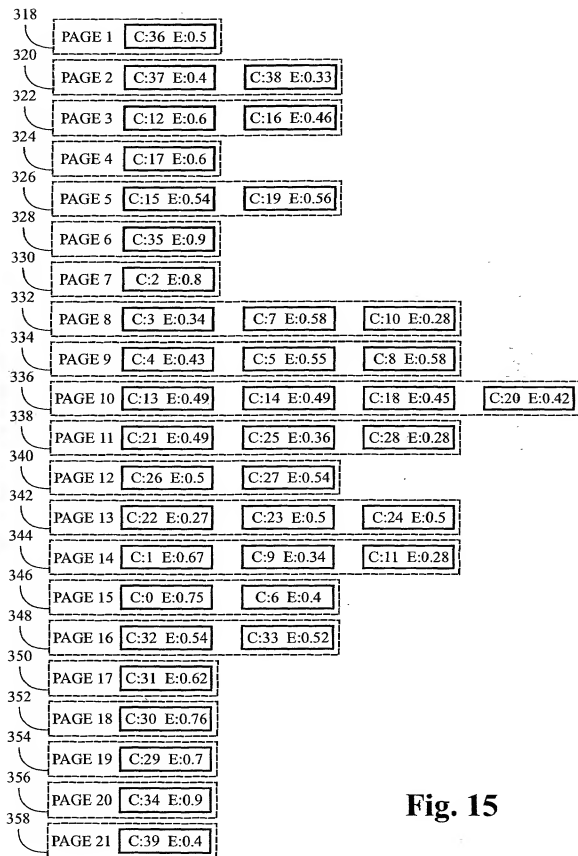 318
PAGE 1 C:36 E:0.5
320
PAGE 2 C:37 E:0.4 C:38 E:0.33
322
PAGE 3 C:12 E:0.6 C:16 E:0.46
324
PAGE 4 C:17 E:0.6
326
PAGE 5 C:15 E:0.54 C:19 E:0.56
328
PAGE 6 C:35 E:0.9
330
PAGE 7 C:2 E:0.8
332
PAGE 8 C:3 E:0.34 C:7 E:0.58 C:10 E:0.28
334
PAGE 9 C:4 E:0.43 C:5 E:0.55 C:8 E:0.58
336
PAGE 10 C:13 E:0.49 C:14 E:0.49 C:18 E:0.45 C:20 E:0.42
338
PAGE 11 C:21 E:0.49 C:25 E:0.36 C:28 E:0.28
340
PAGE 12 C:26 E:0.5 C:27 E:0.54
342
PAGE 13 C:22 E:0.27 C:23 E:0.5 C:24 E:0.5
344
PAGE 14 C:1 E:0.67 C:9 E:0.34 C:11 E:0.28
346
PAGE 15 C:0 E:0.75 C:6 E:0.4
348
PAGE 16 C:32 E:0.54 C:33 E:0.52
350
PAGE 17 C:31 E:0.62
352
PAGE 18 C:30 E:0.76
354
PAGE 19 C:29 E:0.7
356
PAGE 20 C:34 E:0.9
358
PAGE 21 C:39 E:0.4
Fig. 15